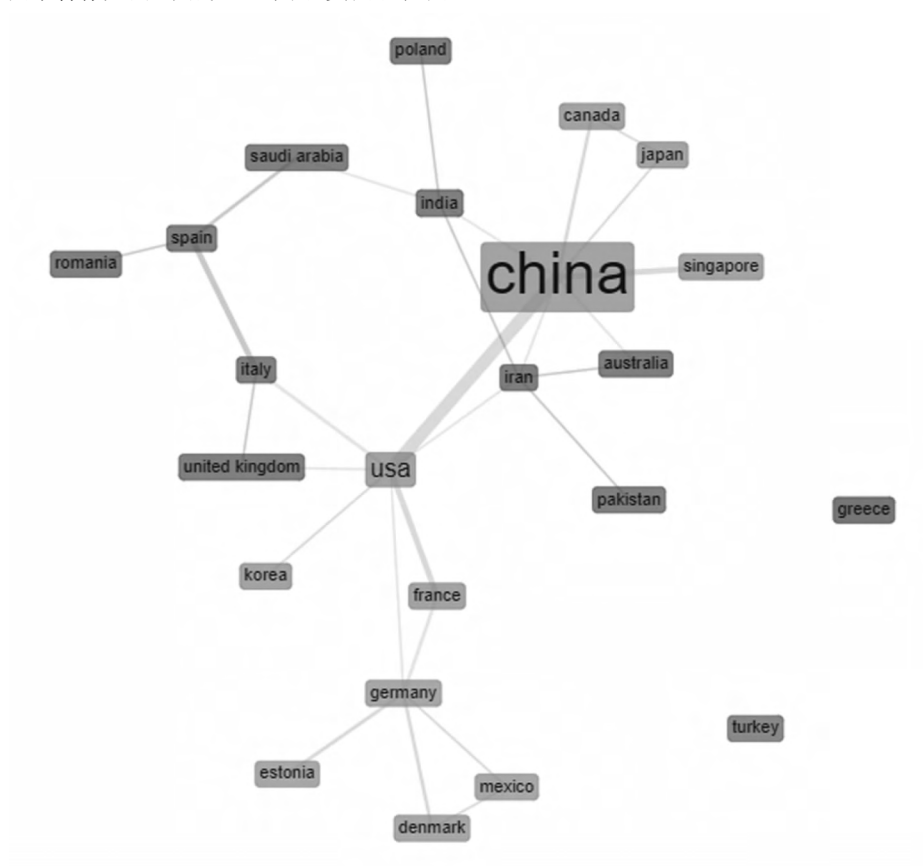 poland
canada
japan
saudi arabia
india
spain
romania
china
singapore
italy
iran
australia
united kingdom
usa
pakistan
greece
korea
france
germany
turkey
estonia
mexico
denmark